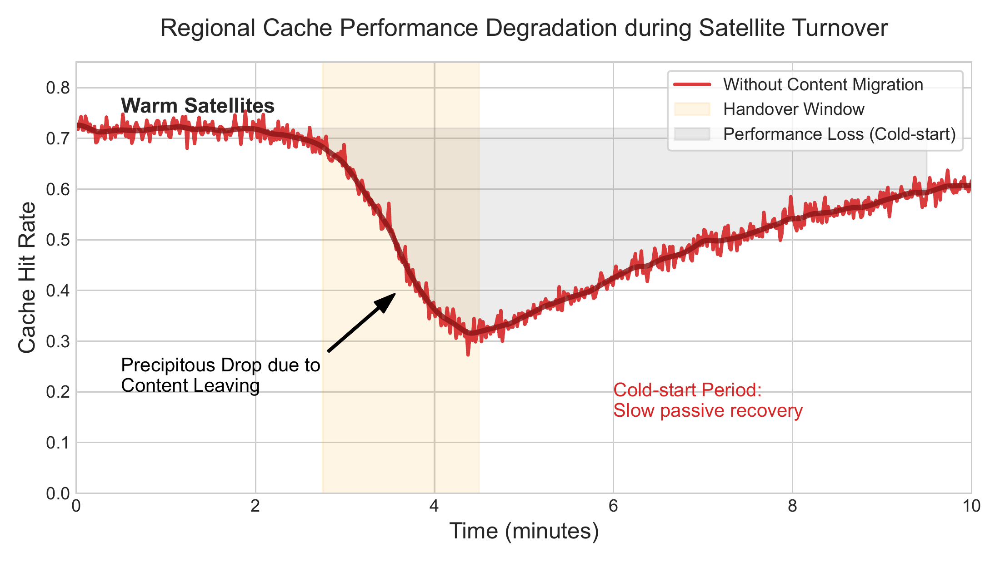 Regional Cache Performance Degradation during Satellite Turnover
Without Content Migration
Handover Window
Performance Loss (Cold-start)
Warm Satellites
Precipitous Drop due to
Content Leaving
Cold-start Period:
Slow passive recovery
Cache Hit Rate
0.8
0.7
0.6
0.5
0.4
0.3
0.2
0.1
0.0
0 2 4 6 8 10
Time (minutes)